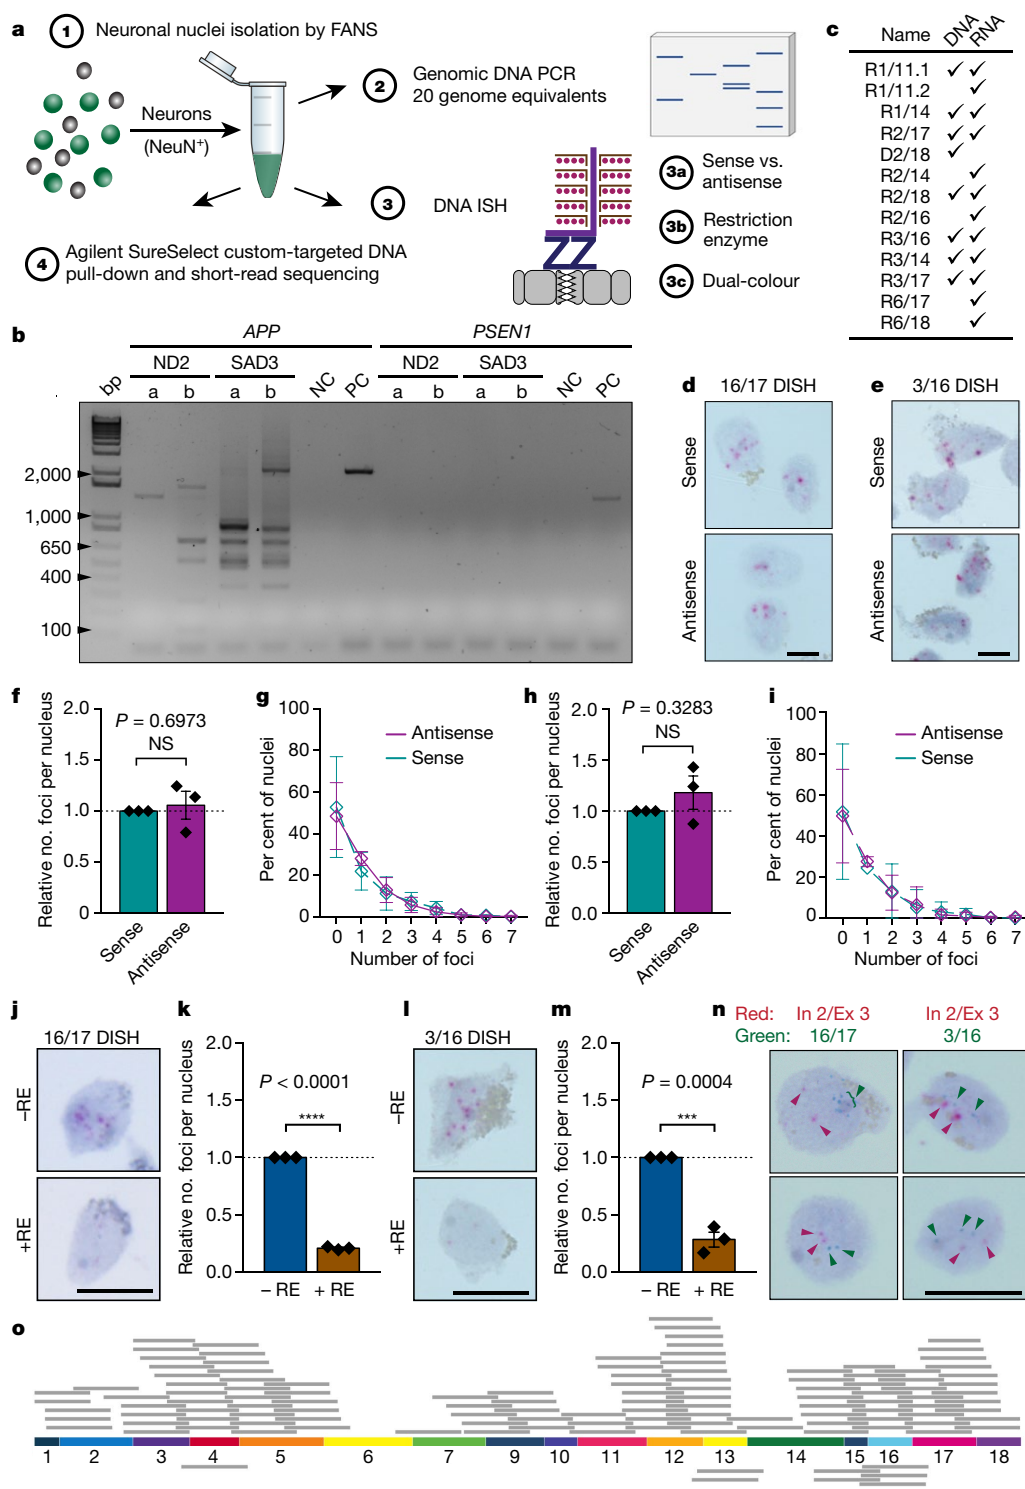 a
1 Neuronal nuclei isolation by FANS
Neurons
(NeuN+)
2 Genomic DNA PCR
20 genome equivalents
3 DNA ISH
3a Sense vs.
antisense
3b Restriction
enzyme
3c Dual-colour
4 Agilent SureSelect custom-targeted DNA
pull-down and short-read sequencing
c
Name DNA RNA
R1/11.1 ✓ ✓
R1/11.2 ✓
R1/14 ✓ ✓
R2/17 ✓ ✓
D2/18 ✓
R2/14 ✓
R2/18 ✓ ✓
R2/16 ✓
R3/16 ✓ ✓
R3/14 ✓ ✓
R3/17 ✓ ✓
R6/17 ✓
R6/18 ✓
b
APP PSEN1
ND2 SAD3 ND2 SAD3
bp a b a b NC PC a b a b NC PC
2,000
1,000
650
400
100
d 16/17 DISH
Sense
Antisense
e 3/16 DISH
Sense
Antisense
f
Relative no. foci per nucleus
2.0
1.5
1.0
0.5
0
P = 0.6973
NS
Sense
Antisense
g
Per cent of nuclei
100
80
60
40
20
0
Antisense
Sense
0 1 2 3 4 5 6 7
Number of foci
h
Relative no. foci per nucleus
2.0
1.5
1.0
0.5
0.0
P = 0.3283
NS
Sense
Antisense
i
Per cent of nuclei
100
80
60
40
20
0
Antisense
Sense
0 1 2 3 4 5 6 7
Number of foci
j
16/17 DISH
–RE
+RE
k
Relative no. foci per nucleus
2.0
1.5
1.0
0.5
0.0
P < 0.0001
****
– RE + RE
l
3/16 DISH
–RE
+RE
m
Relative no. foci per nucleus
2.0
1.5
1.0
0.5
0.0
P = 0.0004
***
– RE + RE
n
Red: In 2/Ex 3 In 2/Ex 3
Green: 16/17 3/16
o
1 2 3 4 5 6 7 9 10 11 12 13 14 15 16 17 18